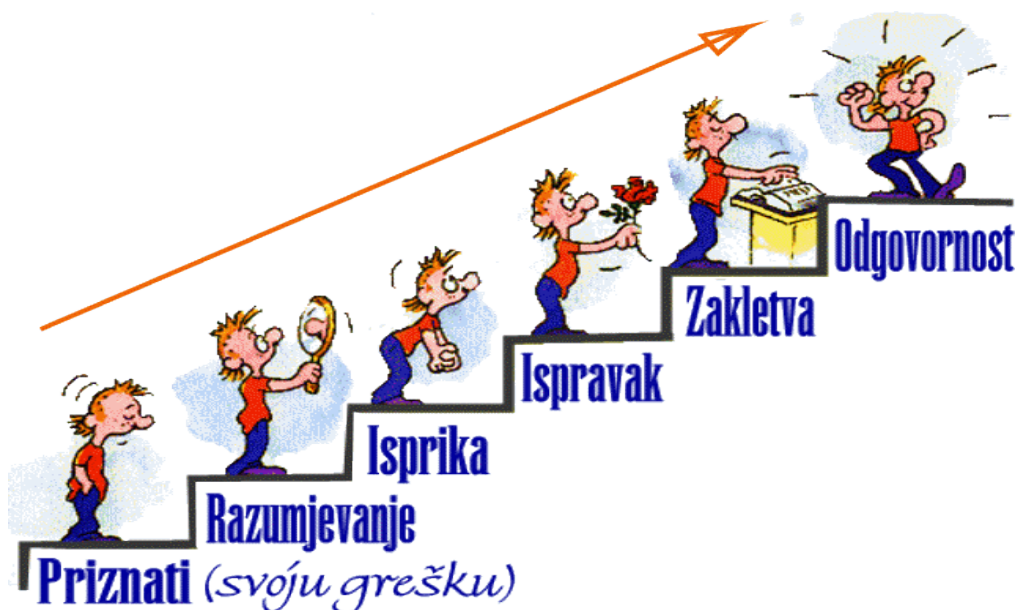 Odgovornost
Zakletva
Ispravak
Isprika
Razumjevanje
Priznati (svoju grešku)